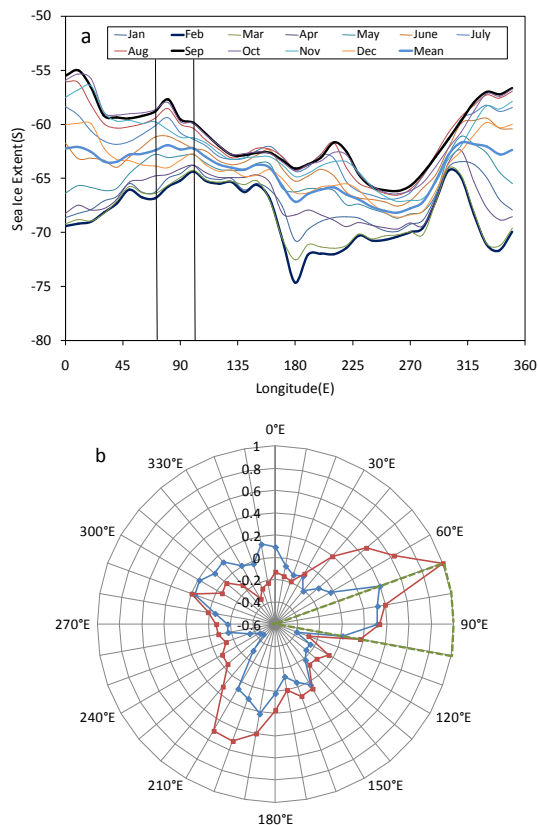 a
Jan Feb Mar Apr May June July
Aug Sep Oct Nov Dec Mean
Sea Ice Extent(S)
-50
-55
-60
-65
-70
-75
-80
0 45 90 135 180 225 270 315 360
Longitude(E)
b
0°E
30°E
60°E
90°E
120°E
150°E
180°E
210°E
240°E
270°E
300°E
330°E
1
0.8
0.6
0.4
0.2
0
-0.2
-0.4
-0.6